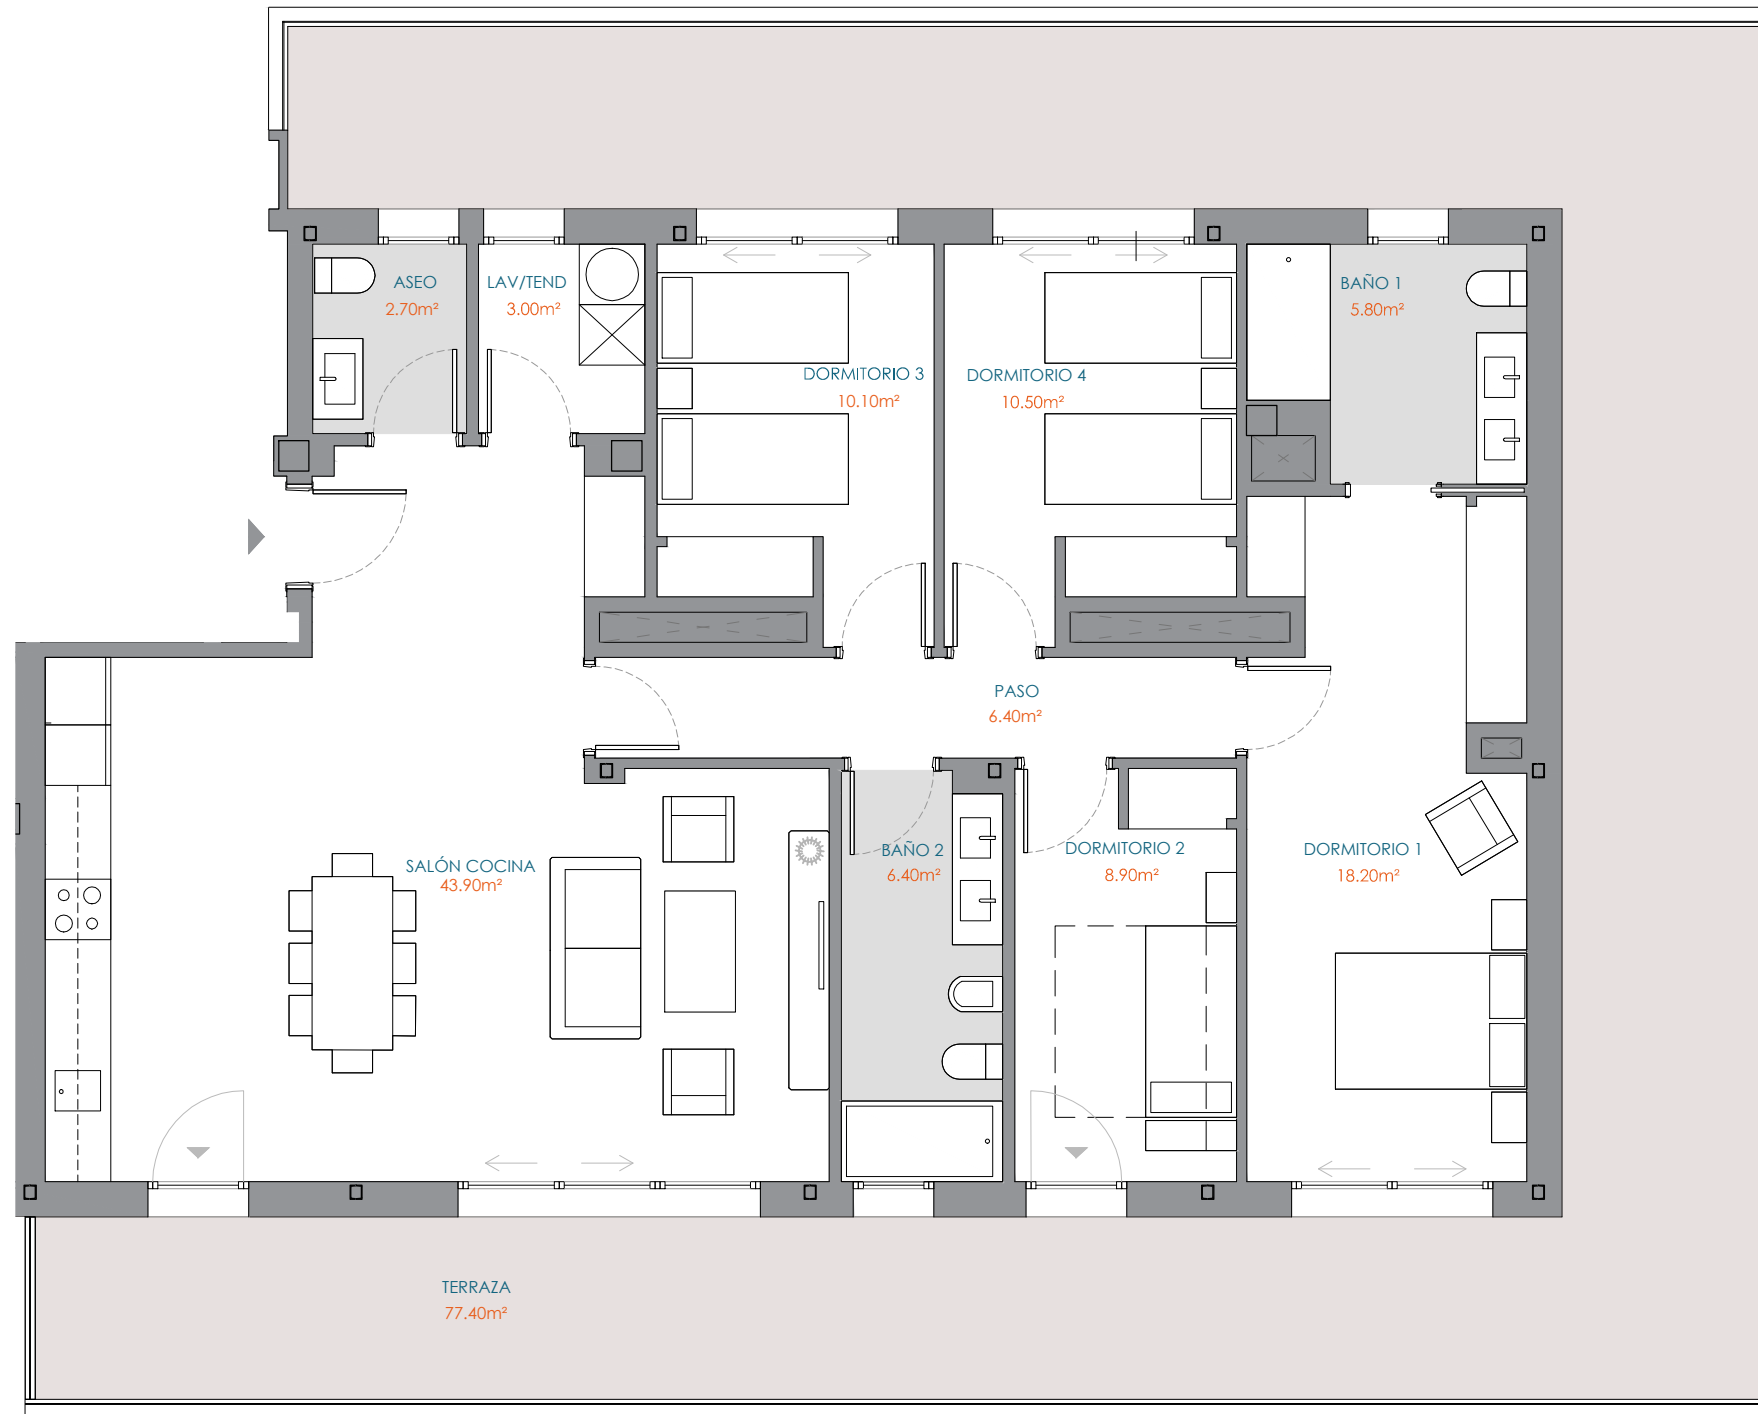 ASEO
2.70m²
LAV/TEND
3.00m²
BAÑO 1
5.80m²
DORMITORIO 3
10.10m²
DORMITORIO 4
10.50m²
PASO
6.40m²
SALÓN COCINA
43.90m²
BAÑO 2
6.40m²
DORMITORIO 2
8.90m²
DORMITORIO 1
18.20m²
TERRAZA
77.40m²